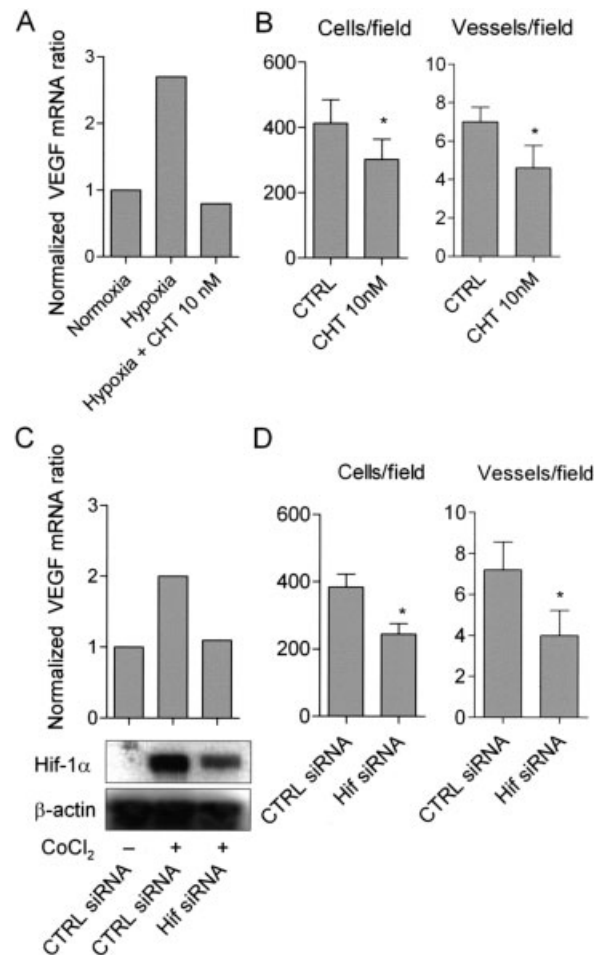 A
Normalized VEGF mRNA ratio
3
2
1
0
Normoxia
Hypoxia
Hypoxia + CHT 10 nM
B
Cells/field
600
400
200
0
CTRL
CHT 10nM
*
Vessels/field
10
8
6
4
2
0
CTRL
CHT 10nM
*
C
Normalized VEGF mRNA ratio
3
2
1
0
Hif-1α
β-actin
CoCl₂ – + +
CTRL siRNA
CTRL siRNA
Hif siRNA
D
Cells/field
600
400
200
0
CTRL siRNA
Hif siRNA
*
Vessels/field
10
8
6
4
2
0
CTRL siRNA
Hif siRNA
*